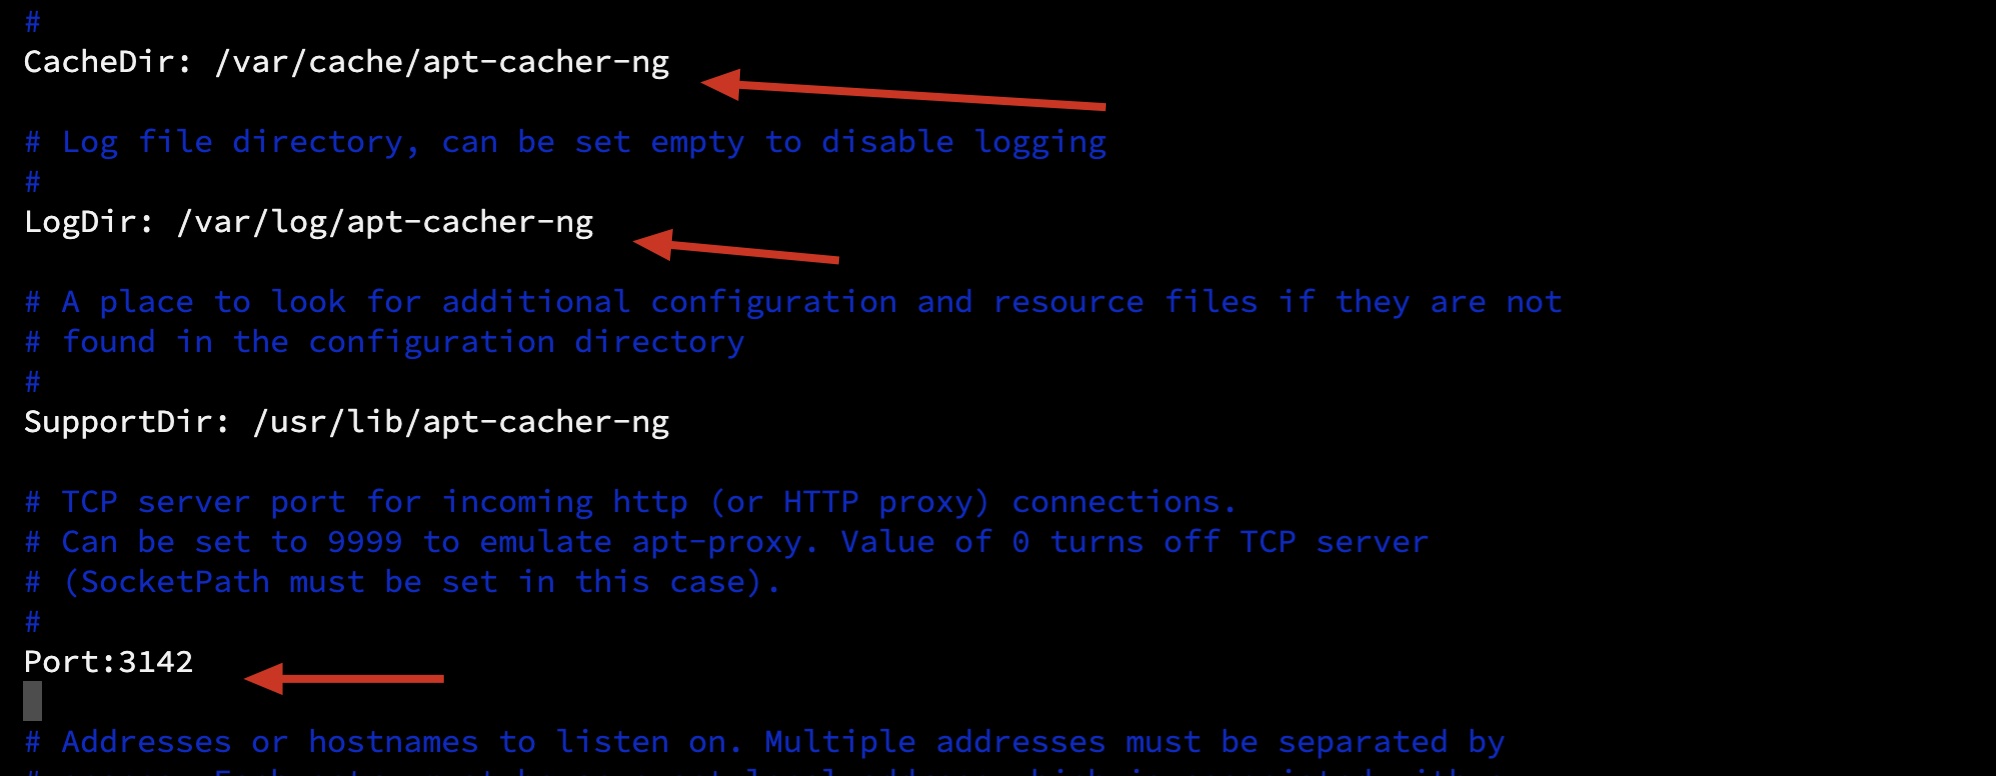 #
CacheDir: /var/cache/apt-cacher-ng
# Log file directory, can be set empty to disable logging
#
LogDir: /var/log/apt-cacher-ng
# A place to look for additional configuration and resource files if they are not
# found in the configuration directory
#
SupportDir: /usr/lib/apt-cacher-ng
# TCP server port for incoming http (or HTTP proxy) connections.
# Can be set to 9999 to emulate apt-proxy. Value of 0 turns off TCP server
# (SocketPath must be set in this case).
#
Port:3142
# Addresses or hostnames to listen on. Multiple addresses must be separated by